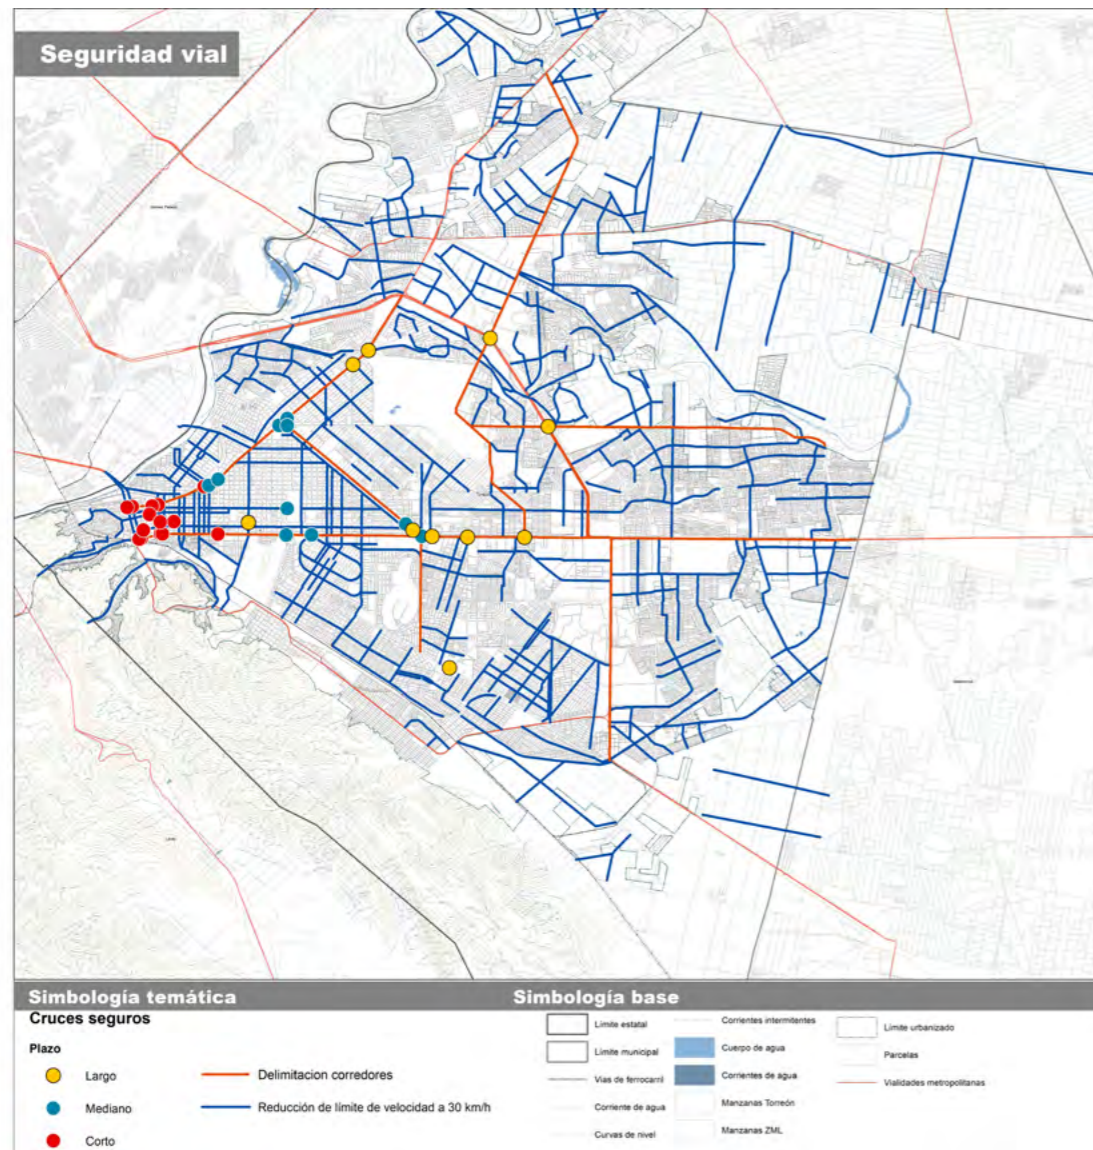 Seguridad vial
Simbología temática
Cruces seguros
Plazo
Largo
Mediano
Corto
Delimitacion corredores
Reducción de límite de velocidad a 30 km/h
Simbología base
Límite estatal
Límite municipal
Vías de ferrocarril
Corriente de agua
Curvas de nivel
Corrientes intermitentes
Cuerpo de agua
Corrientes de agua
Manzanas Torreón
Manzanas ZML
Límite urbanizado
Parcelas
Vialidades metropolitanas